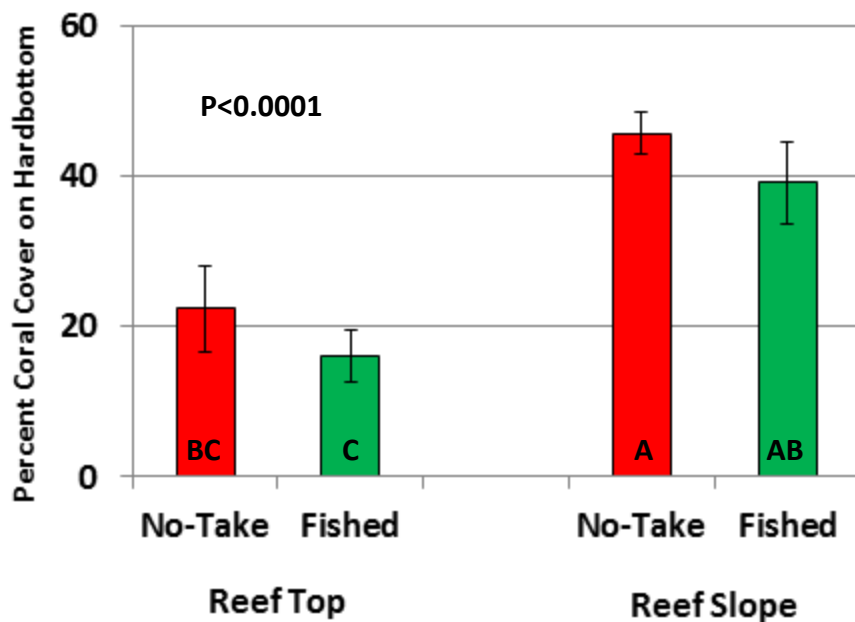 Percent Coral Cover on Hardbottom
60
40
20
0
P<0.0001
BC
C
A
AB
No-Take Fished No-Take Fished
Reef Top Reef Slope